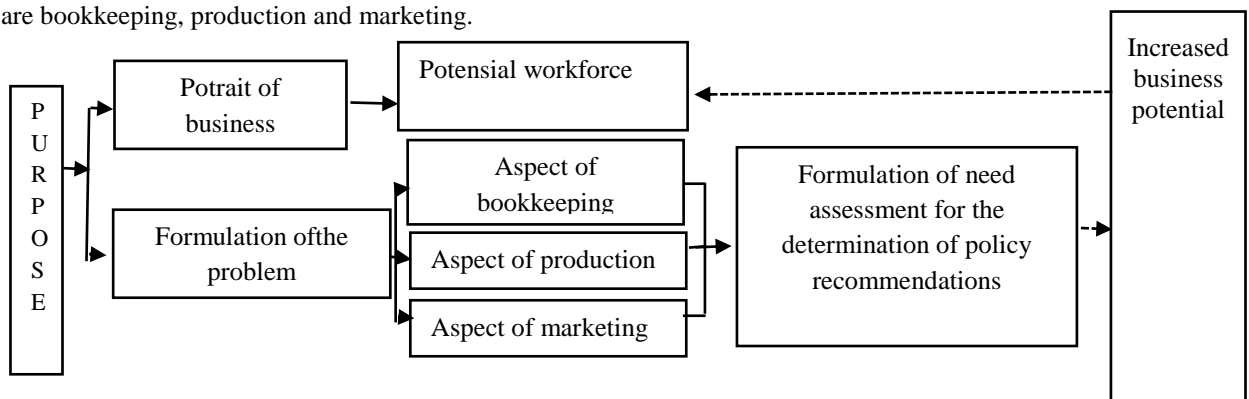 are bookkeeping, production and marketing.
P
U
R
P
O
S
E
Potrait of
business
Potensial workforce
Formulation ofthe
problem
Aspect of
bookkeeping
Aspect of production
Aspect of marketing
Formulation of need
assessment for the
determination of policy
recommendations
Increased
business
potential